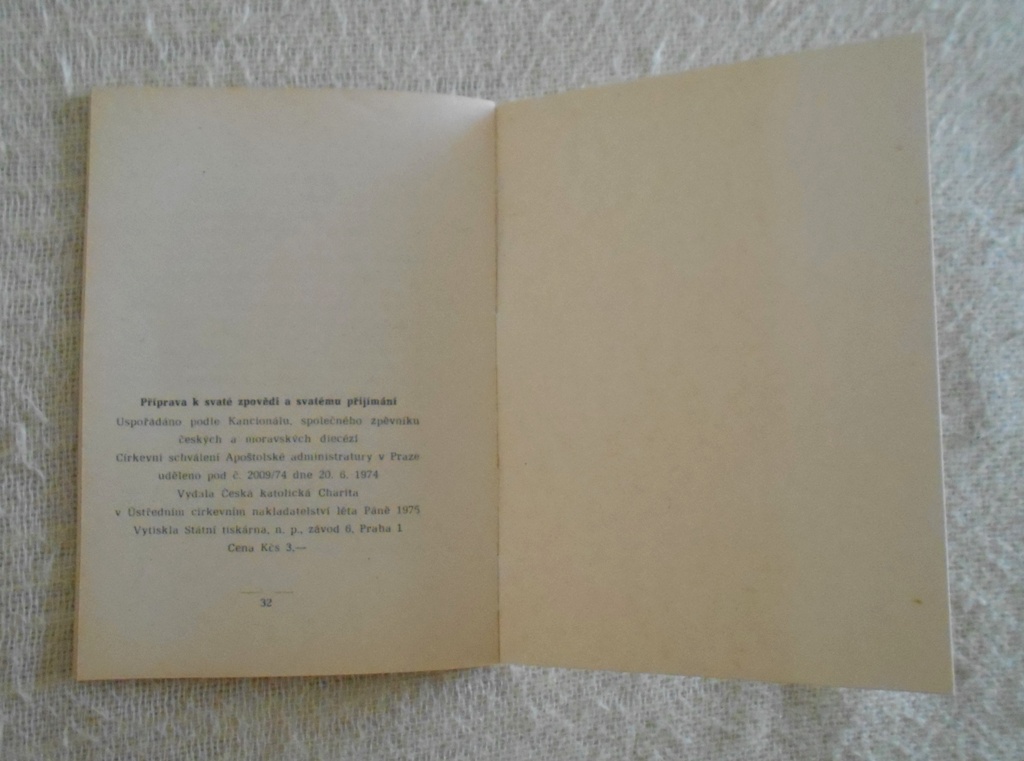 Příprava k svaté zpovědi a svatému přijímání
Uspořádáno podle Kancionálu, společného zpěvníku
českých a moravských diecézí
Církevní schválení Apoštolské administratury v Praze
uděleno pod č. 2009/74 dne 20. 6. 1974
Vydala Česká katolická Charita
v Ústředním církevním nakladatelství léta Páně 1975
Vytiskla Státní tiskárna, n. p., závod 6, Praha 1
Cena Kčs 3,—
32